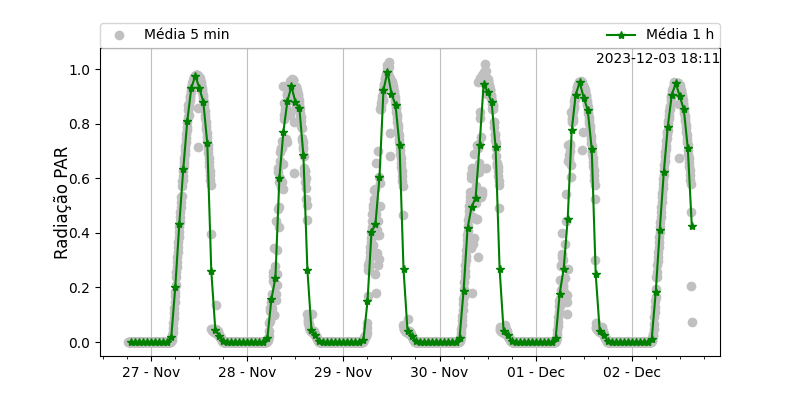 Média 5 min
Média 1 h
2023-12-03 18:11
Radiação PAR
1.0
0.8
0.6
0.4
0.2
0.0
27 - Nov
28 - Nov
29 - Nov
30 - Nov
01 - Dec
02 - Dec